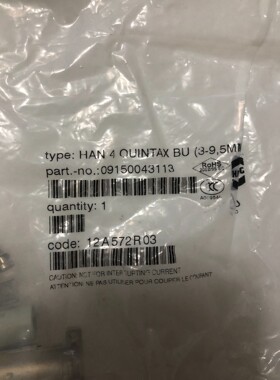 type: HAN 4 QUINTAX BU (3-9,5M
part.-no.:09150043113
RoHS
quantity: 1
code: 12A572R03
CAUTION: NOT FOR INTERRUPTING CURRENT
ATTENTION: NE PAS UTILISER POUR COUPER LE COURANT